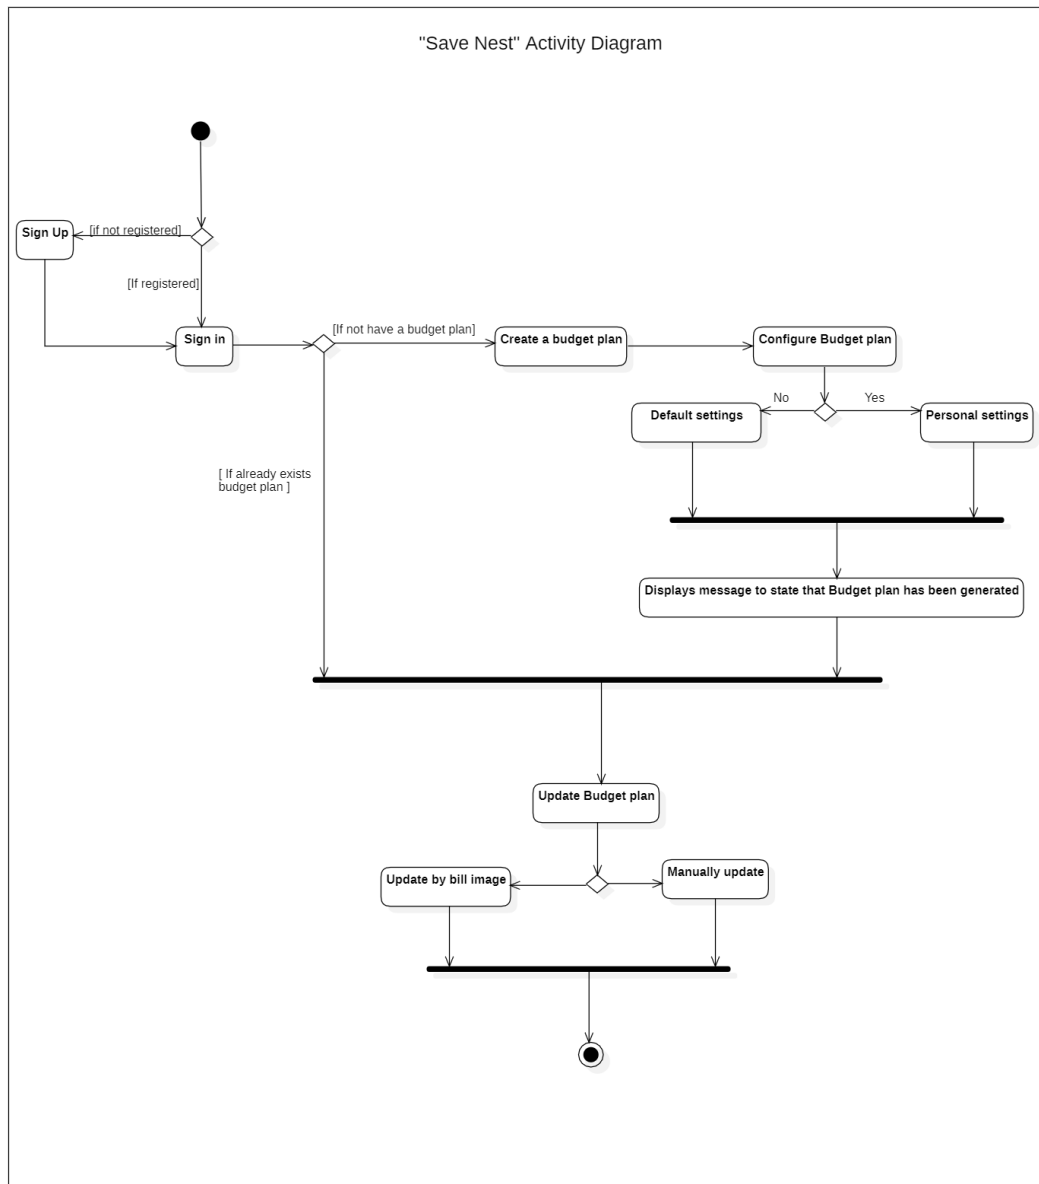 "Save Nest" Activity Diagram
[if not registered]
Sign Up
[If registered]
Sign in
[If not have a budget plan]
Create a budget plan
Configure Budget plan
No
Yes
Default settings
Personal settings
[ If already exists
budget plan ]
Displays message to state that Budget plan has been generated
Update Budget plan
Update by bill image
Manually update